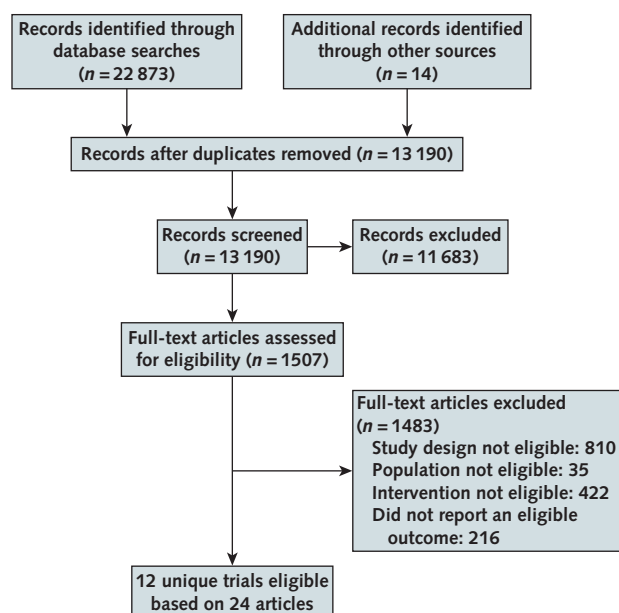 Records identified through
database searches
(n = 22 873)
Additional records identified
through other sources
(n = 14)
Records after duplicates removed (n = 13 190)
Records screened
(n = 13 190)
Records excluded
(n = 11 683)
Full-text articles assessed
for eligibility (n = 1507)
Full-text articles excluded
(n = 1483)
Study design not eligible: 810
Population not eligible: 35
Intervention not eligible: 422
Did not report an eligible
outcome: 216
12 unique trials eligible
based on 24 articles